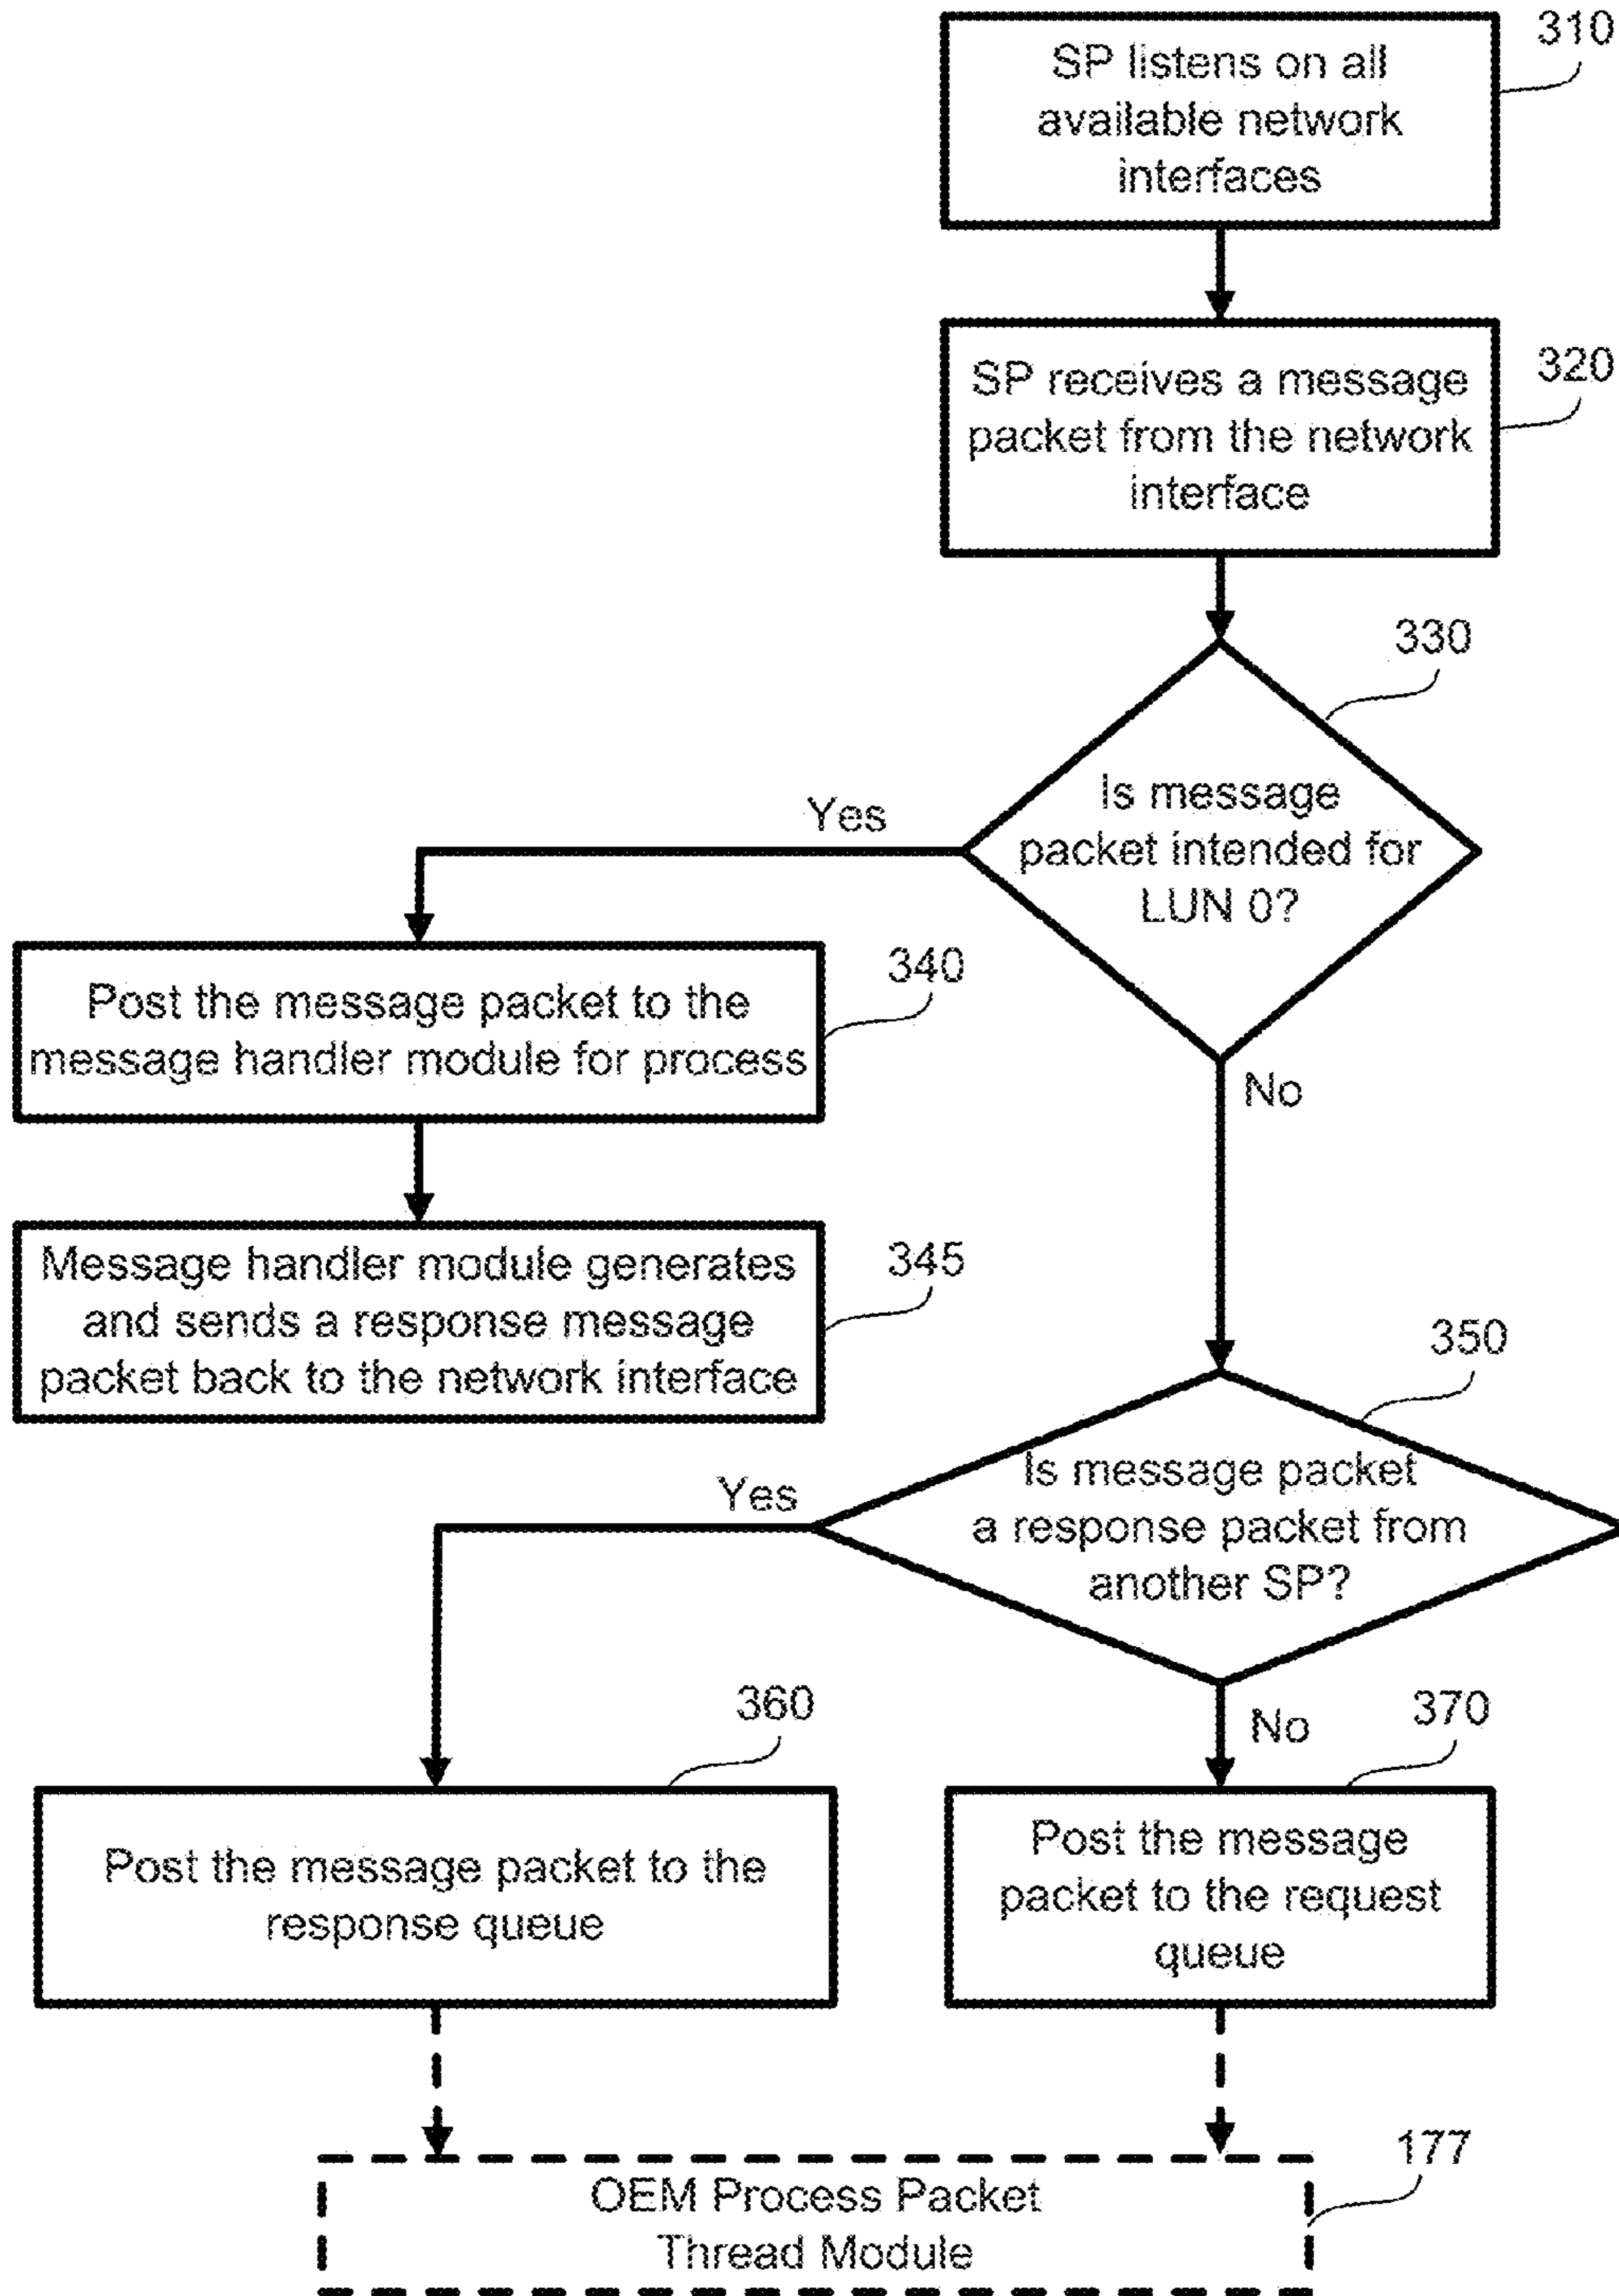 310
SP listens on all
available network
interfaces
320
SP receives a message
packet from the network
interface
330
Is message
packet intended for
LUN 0?
Yes
No
340
Post the message packet to the
message handler module for process
345
Message handler module generates
and sends a response message
packet back to the network interface
350
Is message packet
a response packet from
another SP?
Yes
No
360
Post the message packet to the
response queue
370
Post the message
packet to the request
queue
177
OEM Process Packet
Thread Module